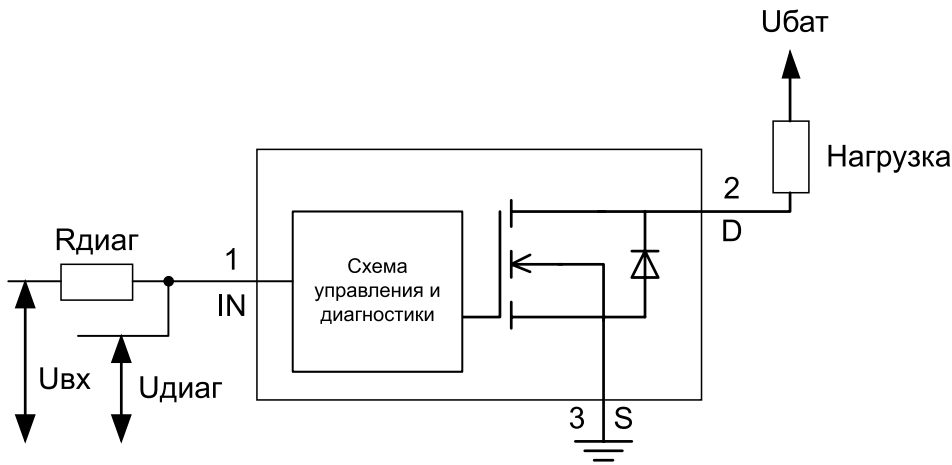 Uбат
Нагрузка
2
D
Rдиаг
1
IN
Схема
управления и
диагностики
Uвх
Uдиаг
3 S